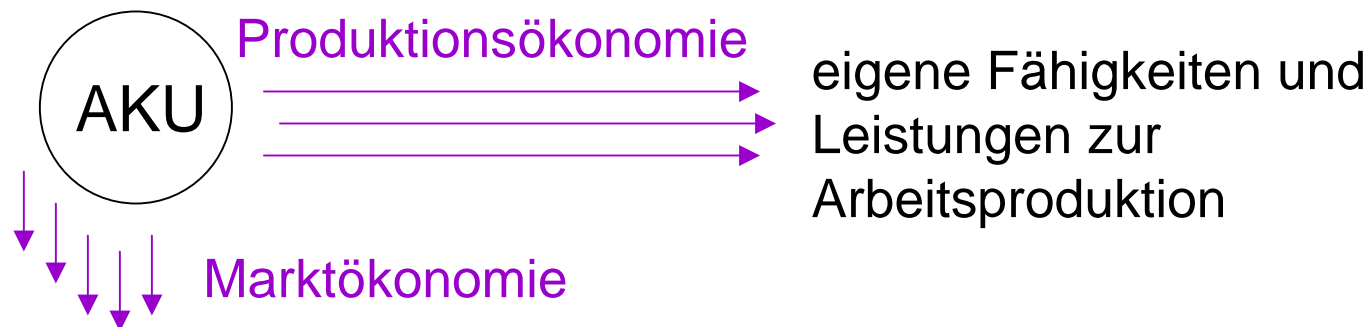 Produktionsökonomie
AKU
eigene Fähigkeiten und
Leistungen zur
Arbeitsproduktion
Marktökonomie